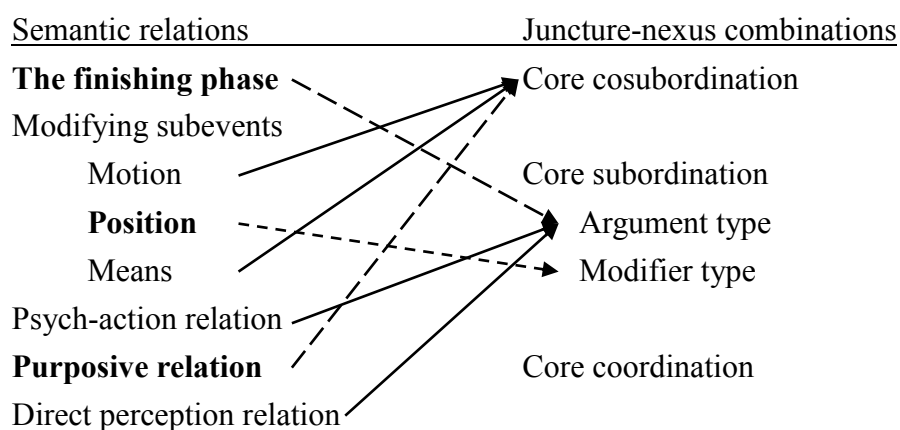 Semantic relations Juncture-nexus combinations
The finishing phase Core cosubordination
Modifying subevents
Motion Core subordination
Position Argument type
Means Modifier type
Psych-action relation
Purposive relation Core coordination
Direct perception relation